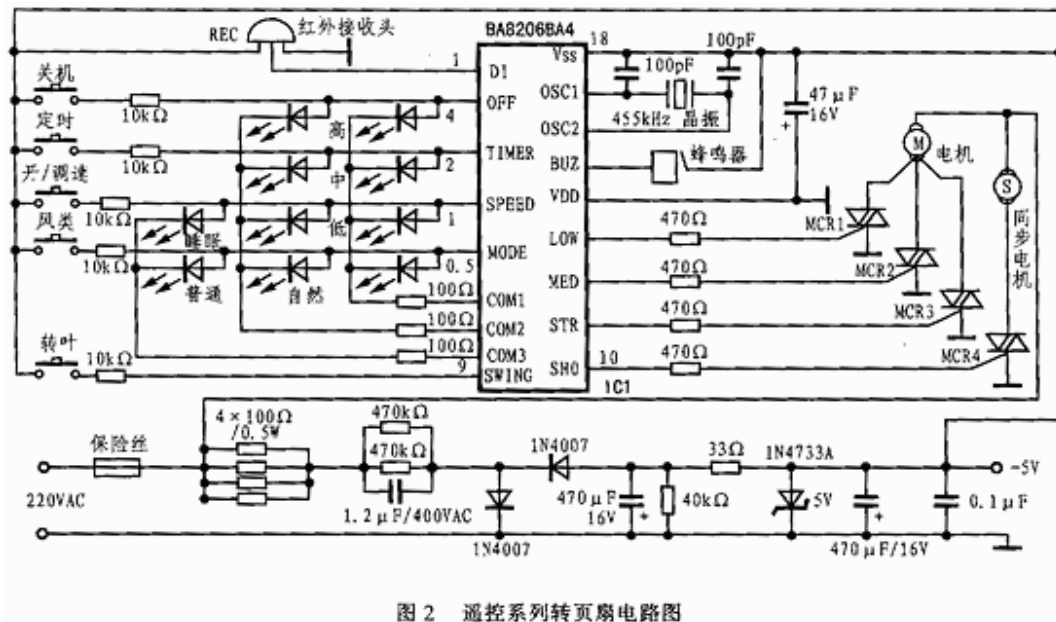 BA8206BA4
REC 红外接收头
18 100pF
1 D1 Vss
100pF
关机
10kΩ 高 4 OFF OSC1
47μF
16V
455kHz 晶振
定时 OSC2
10kΩ 中 2 TIMER BUZ 蜂鸣器
M 电机
S
同步电机
开/调速
10kΩ 低 1 SPEED VDD
风类 睡眠 LOW 470Ω MCR1
10kΩ 0.5 MODE
普通 自然
100Ω COM1 MED 470Ω MCR2
100Ω COM2 STR 470Ω MCR3
100Ω COM3
转叶
10kΩ 9 SWING SHO 10 470Ω MCR4
IC1
4×100Ω
/0.5W
470kΩ
保险丝
470kΩ 1N4007 33Ω 1N4733A
-5V
220VAC
1.2μF/400VAC
470μF
16V
40kΩ 5V 0.1μF
1N4007 470μF/16V
图 2 遥控系列转页扇电路图